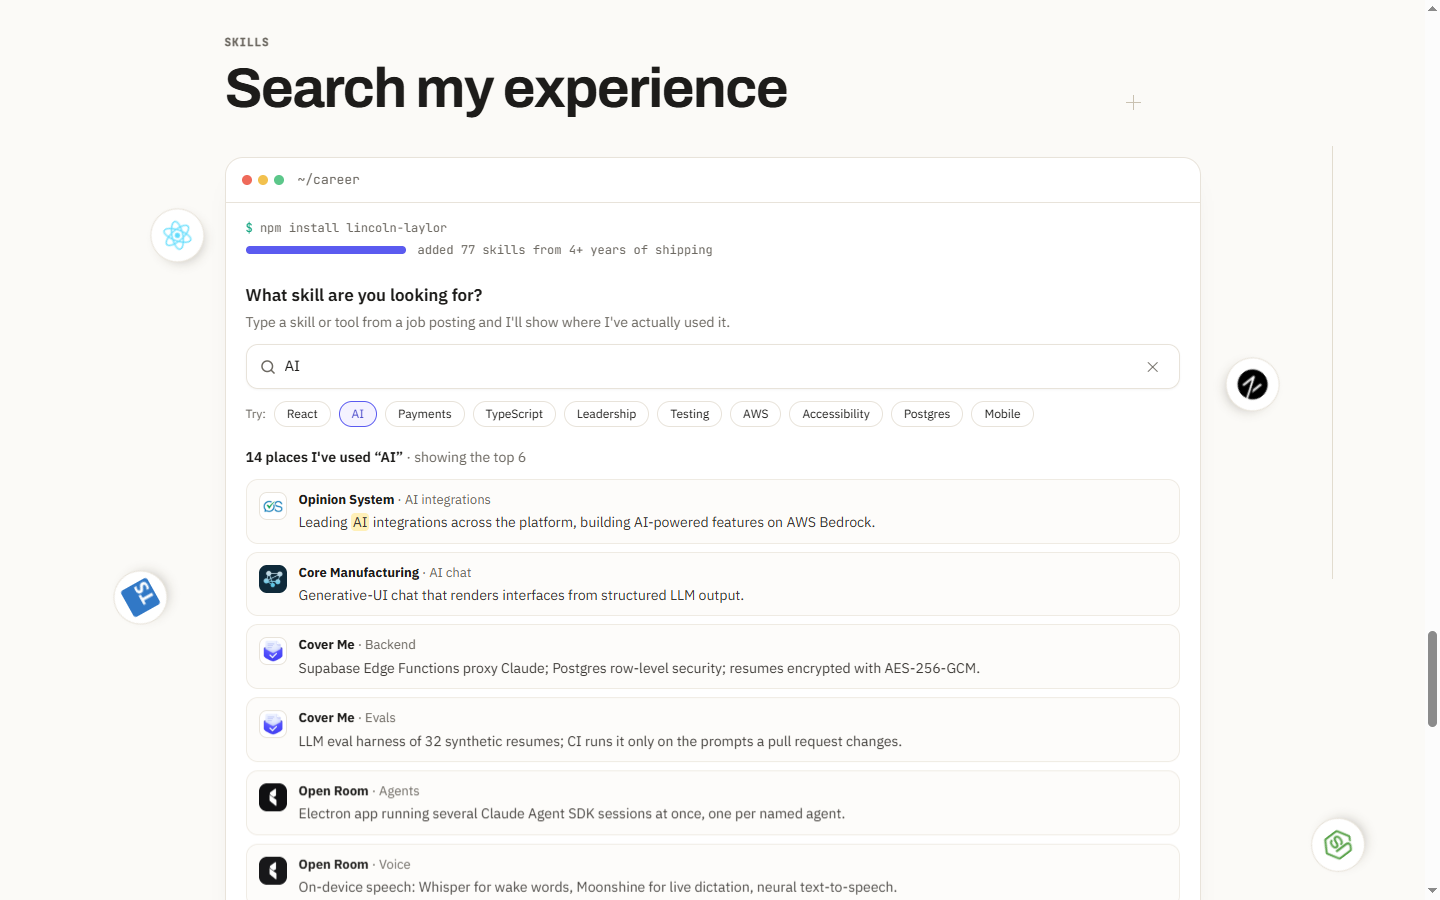 SKILLS
Search my experience
~/career
$ npm install lincoln-laylor
added 77 skills from 4+ years of shipping
What skill are you looking for?
Type a skill or tool from a job posting and I'll show where I've actually used it.
AI
Try: React AI Payments TypeScript Leadership Testing AWS Accessibility Postgres Mobile
14 places I've used “AI” · showing the top 6
Opinion System · AI integrations
Leading AI integrations across the platform, building AI-powered features on AWS Bedrock.
Core Manufacturing · AI chat
Generative-UI chat that renders interfaces from structured LLM output.
Cover Me · Backend
Supabase Edge Functions proxy Claude; Postgres row-level security; resumes encrypted with AES-256-GCM.
TS
Cover Me · Evals
LLM eval harness of 32 synthetic resumes; CI runs it only on the prompts a pull request changes.
Open Room · Agents
Electron app running several Claude Agent SDK sessions at once, one per named agent.
Open Room · Voice
On-device speech: Whisper for wake words, Moonshine for live dictation, neural text-to-speech.